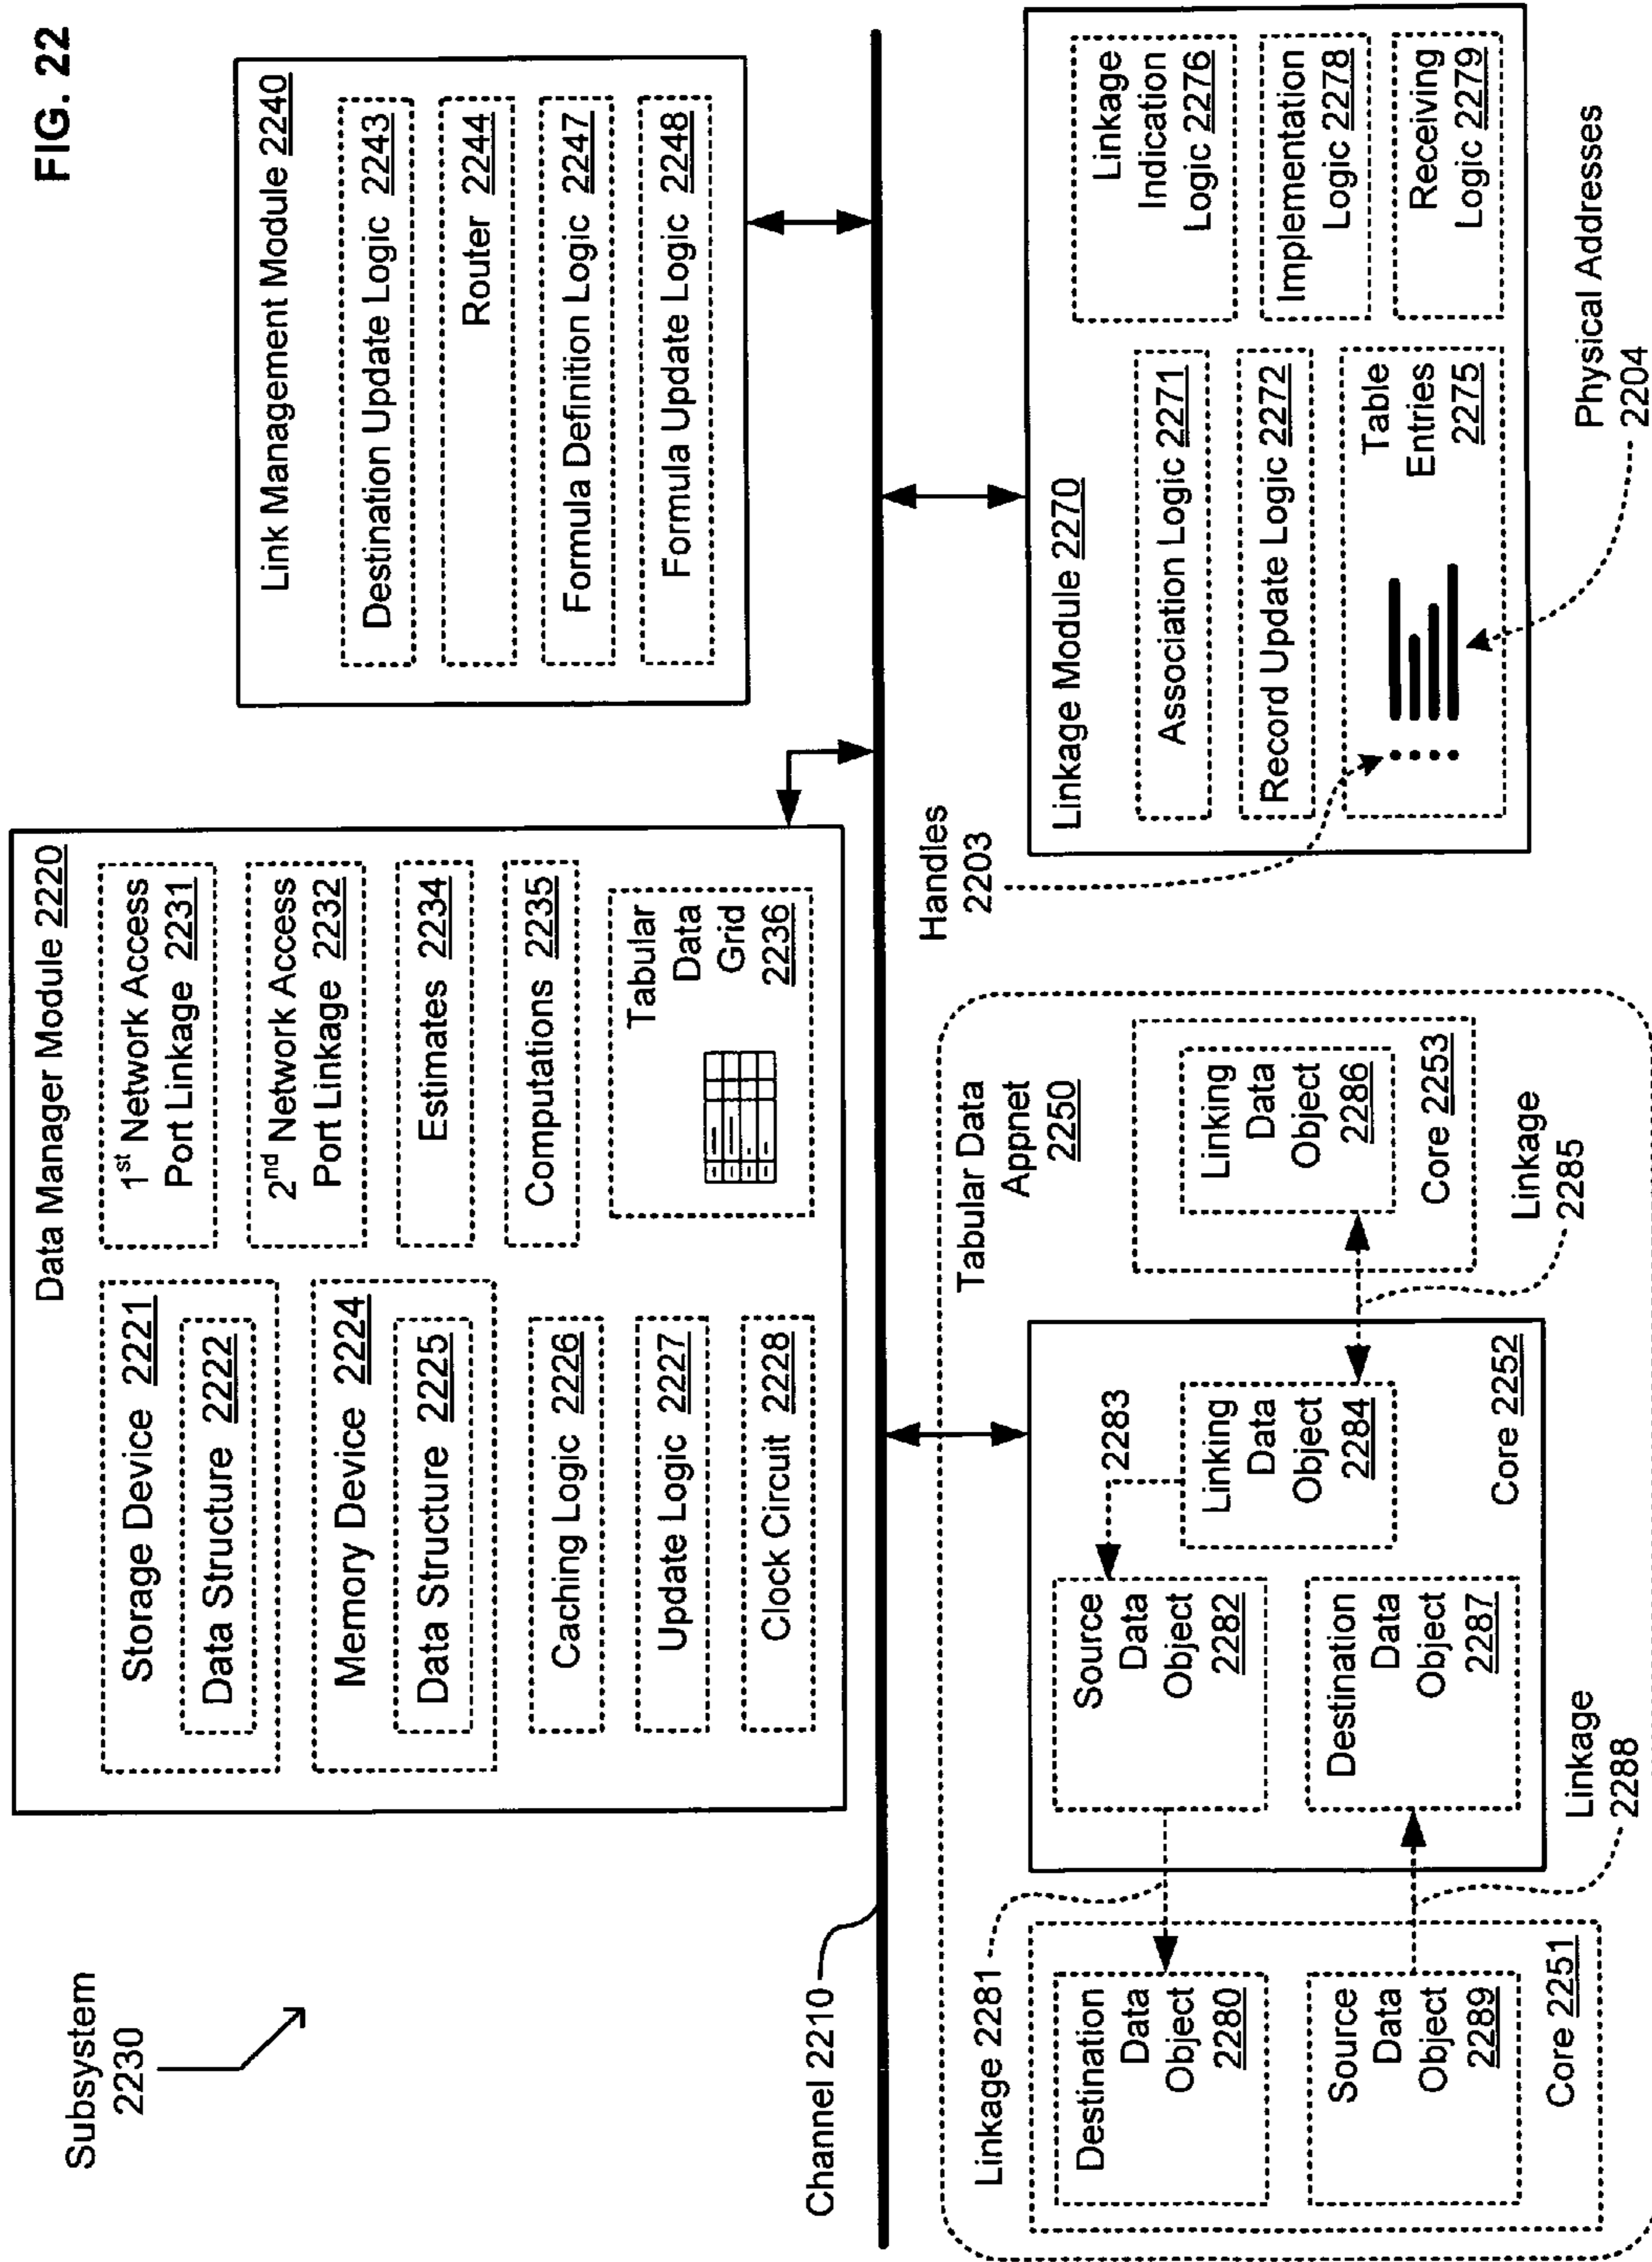 FIG. 22
Subsystem
2230
Data Manager Module 2220
Storage Device 2221
Data Structure 2222
Memory Device 2224
Data Structure 2225
Caching Logic 2226
Update Logic 2227
Clock Circuit 2228
1st Network Access
Port Linkage 2231
2nd Network Access
Port Linkage 2232
Estimates 2234
Computations 2235
Tabular
Data
Grid
2236
Link Management Module 2240
Destination Update Logic 2243
Router 2244
Formula Definition Logic 2247
Formula Update Logic 2248
Channel 2210
Linkage 2281
Destination
Data
Object
2280
Source
Data
Object
2289
Core 2251
Source
Data
Object
2282
Destination
Data
Object
2287
2283
Linking
Data
Object
2284
Core 2252
Linkage
2288
Tabular Data
Appnet
2250
Linking
Data
Object
2286
Core 2253
Linkage
2285
Handles
2203
Linkage Module 2270
Association Logic 2271
Record Update Logic 2272
Table
Entries
2275
Linkage
Indication
Logic 2276
Implementation
Logic 2278
Receiving
Logic 2279
Physical Addresses
2204